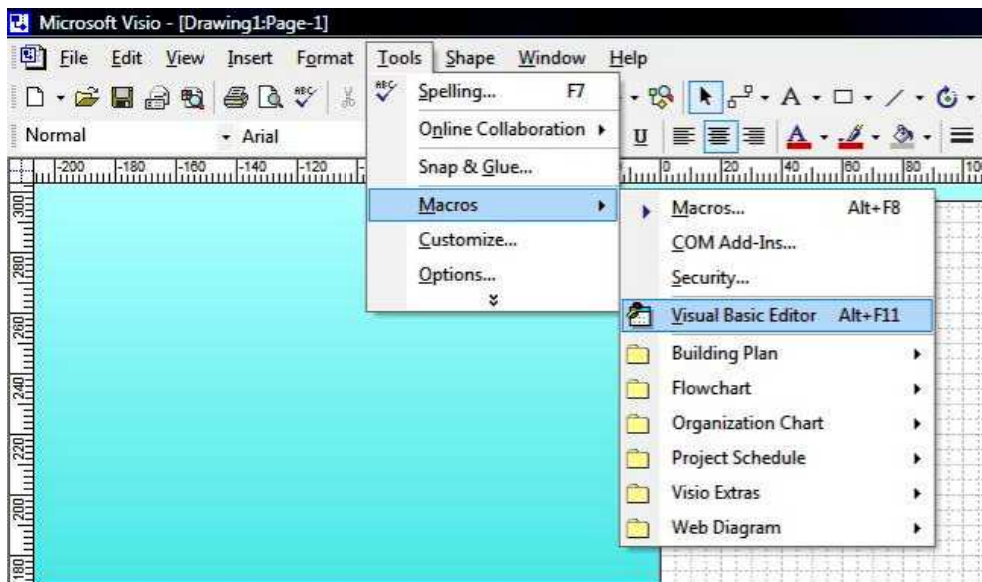 Microsoft Visio - [Drawing1:Page-1]
File Edit View Insert Format Tools Shape Window Help
Normal Arial
Spelling... F7
Online Collaboration
Snap & Glue...
Macros
Customize...
Options...
-200 -180 -160 -140 -120 0 20 40 60 80 10
300
280
260
240
220
200
180
Macros... Alt+F8
COM Add-Ins...
Security...
Visual Basic Editor Alt+F11
Building Plan
Flowchart
Organization Chart
Project Schedule
Visio Extras
Web Diagram